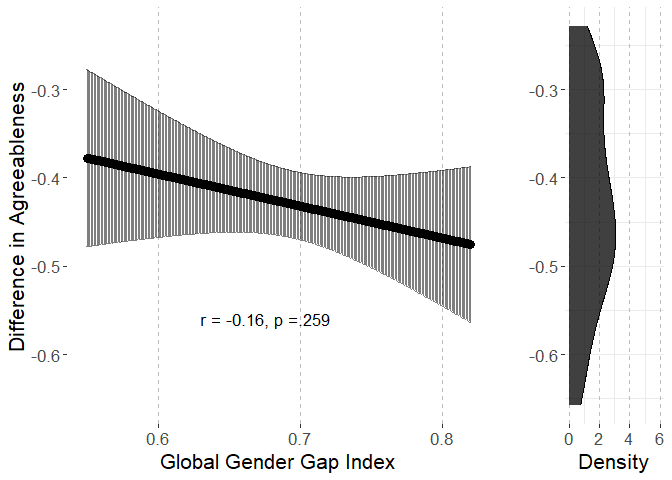 Difference in Agreeableness
-0.3
-0.4
-0.5
-0.6
r = -0.16, p =.259
0.6 0.7 0.8
Global Gender Gap Index
-0.3
-0.4
-0.5
-0.6
0 2 4 6
Density